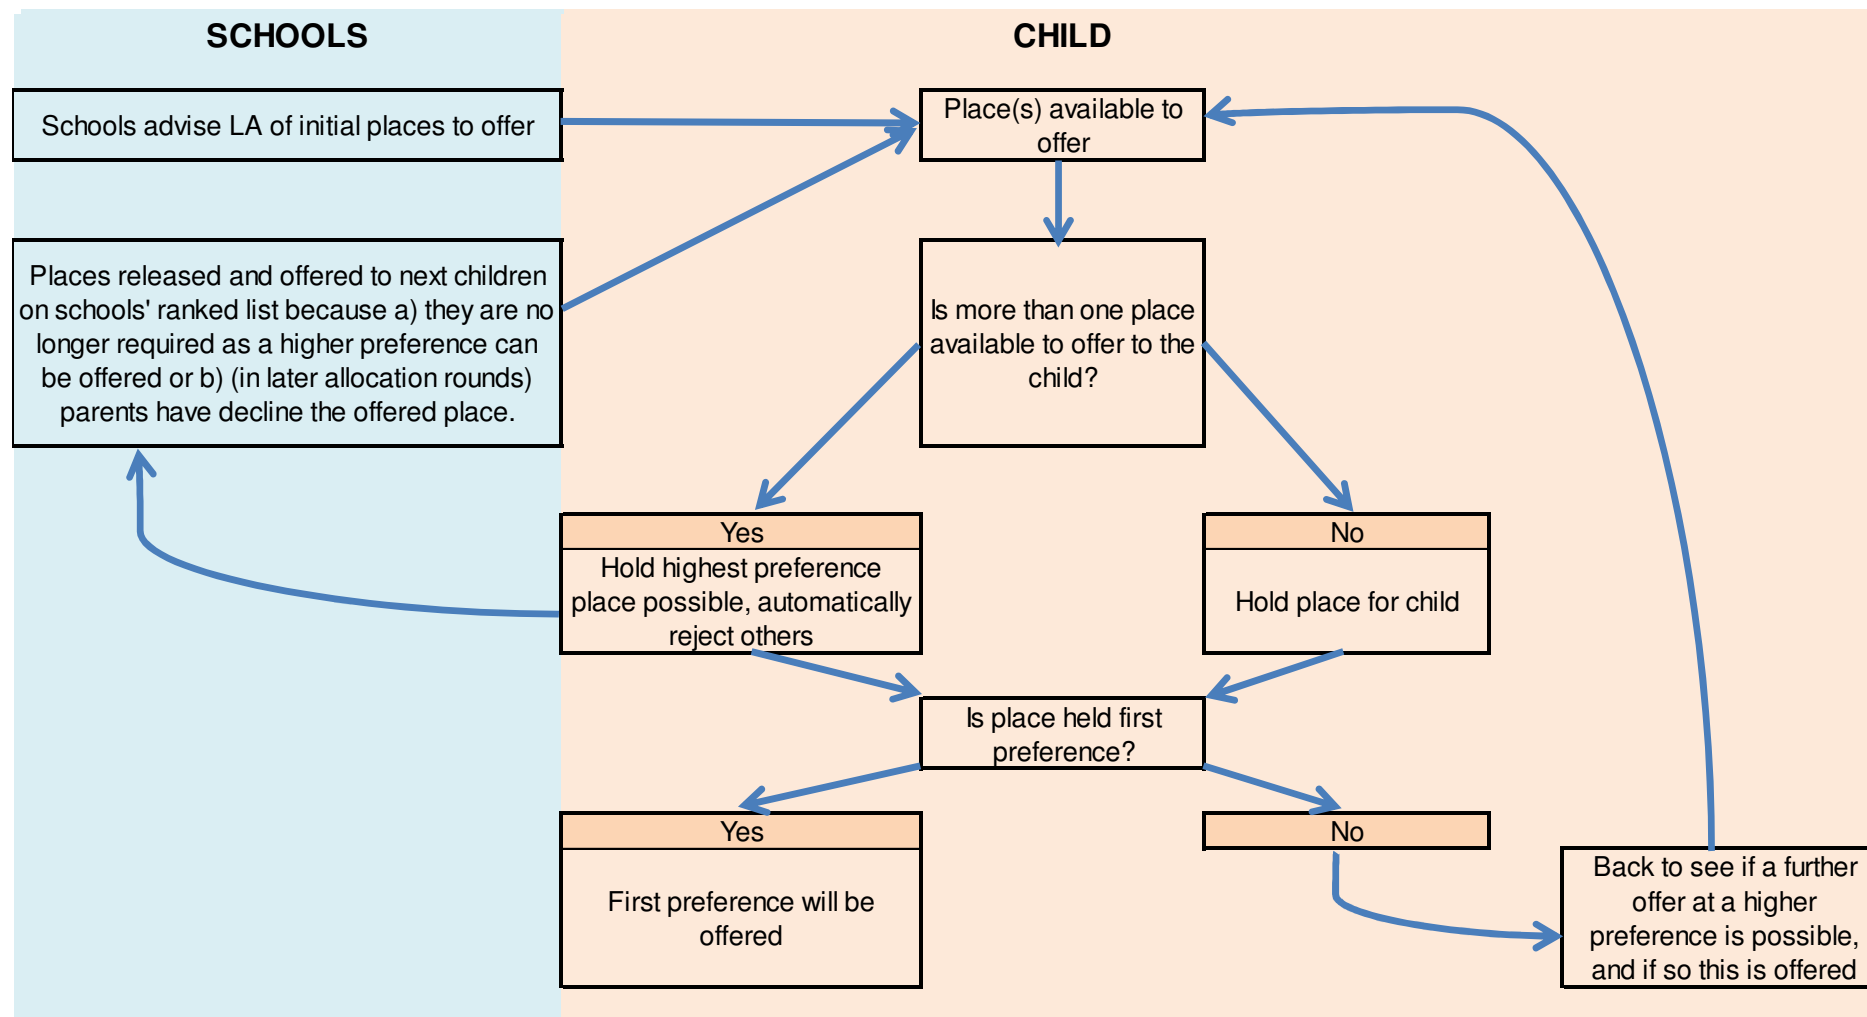 SCHOOLS
CHILD
Schools advise LA of initial places to offer
Place(s) available to
offer
Places released and offered to next children
on schools' ranked list because a) they are no
longer required as a higher preference can
be offered or b) (in later allocation rounds)
parents have decline the offered place.
Is more than one place
available to offer to the
child?
Yes
Hold highest preference
place possible, automatically
reject others
No
Hold place for child
Is place held first
preference?
Yes
First preference will be
offered
No
Back to see if a further
offer at a higher
preference is possible,
and if so this is offered